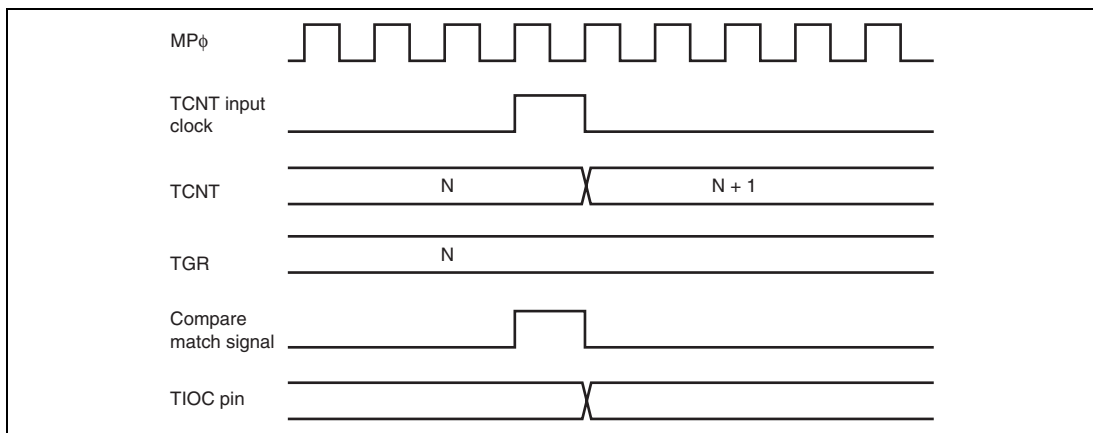 MPϕ
TCNT input
clock
TCNT
N
N + 1
TGR
N
Compare
match signal
TIOC pin